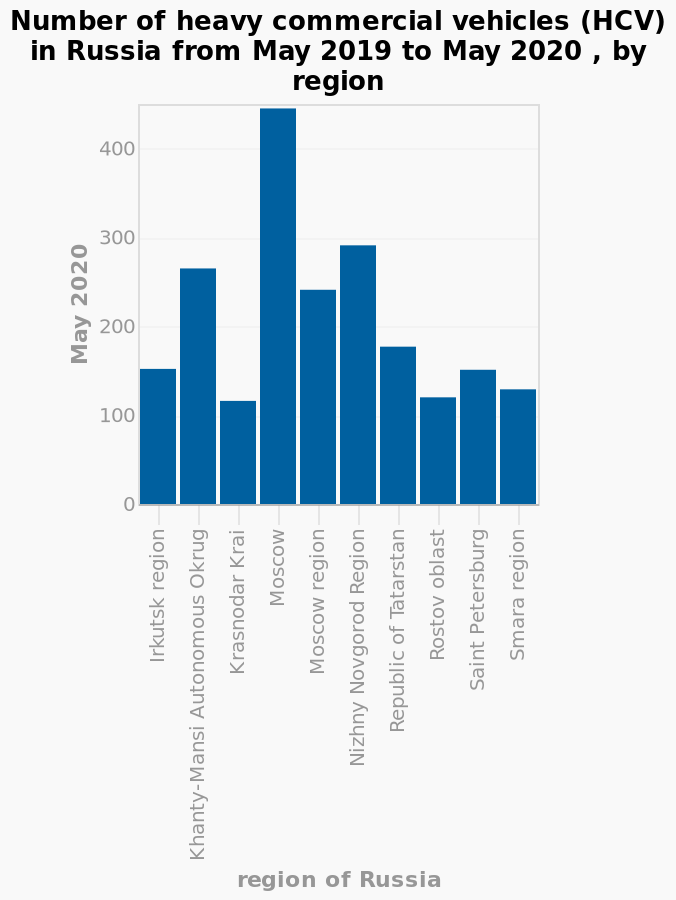 Number of heavy commercial vehicles (HCV)
in Russia from May 2019 to May 2020 , by
region
May 2020
400
300
200
100
0
Irkutsk region
Khanty-Mansi Autonomous Okrug
Krasnodar Krai
Moscow
Moscow region
Nizhny Novgorod Region
Republic of Tatarstan
Rostov oblast
Saint Petersburg
Smara region
region of Russia